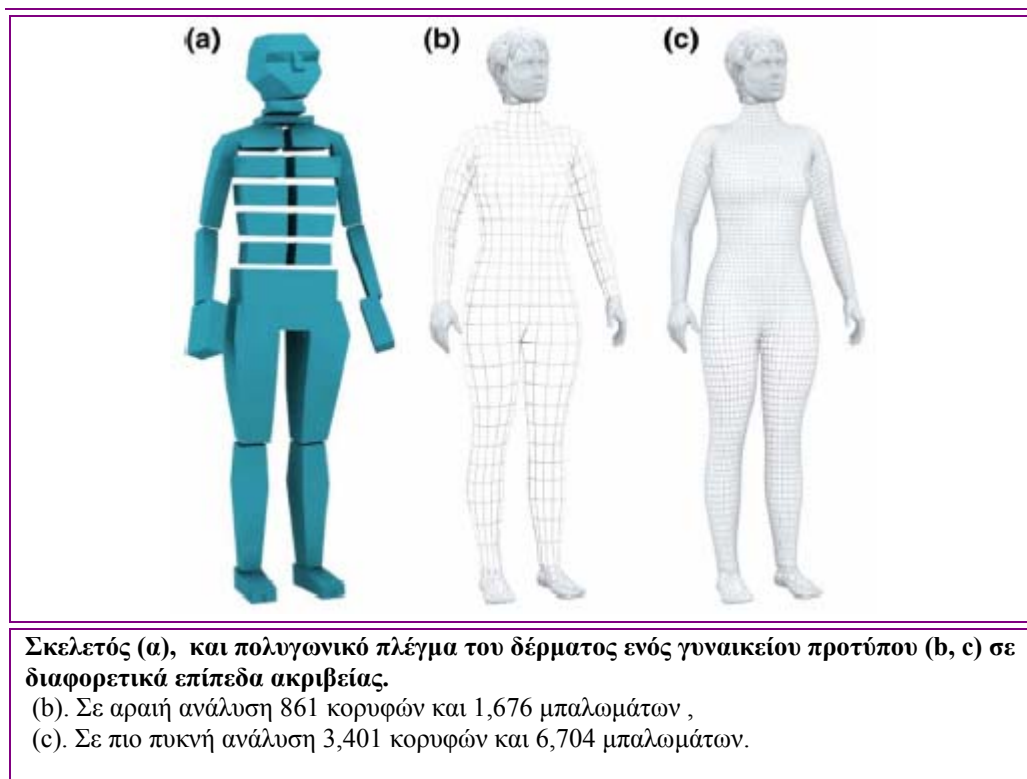 (a) (b) (c)
Σκελετός (α), και πολυγωνικό πλέγμα του δέρματος ενός γυναικείου προτύπου (b, c) σε
διαφορετικά επίπεδα ακριβείας.
(b). Σε αραιή ανάλυση 861 κορυφών και 1,676 μπαλωμάτων ,
(c). Σε πιο πυκνή ανάλυση 3,401 κορυφών και 6,704 μπαλωμάτων.